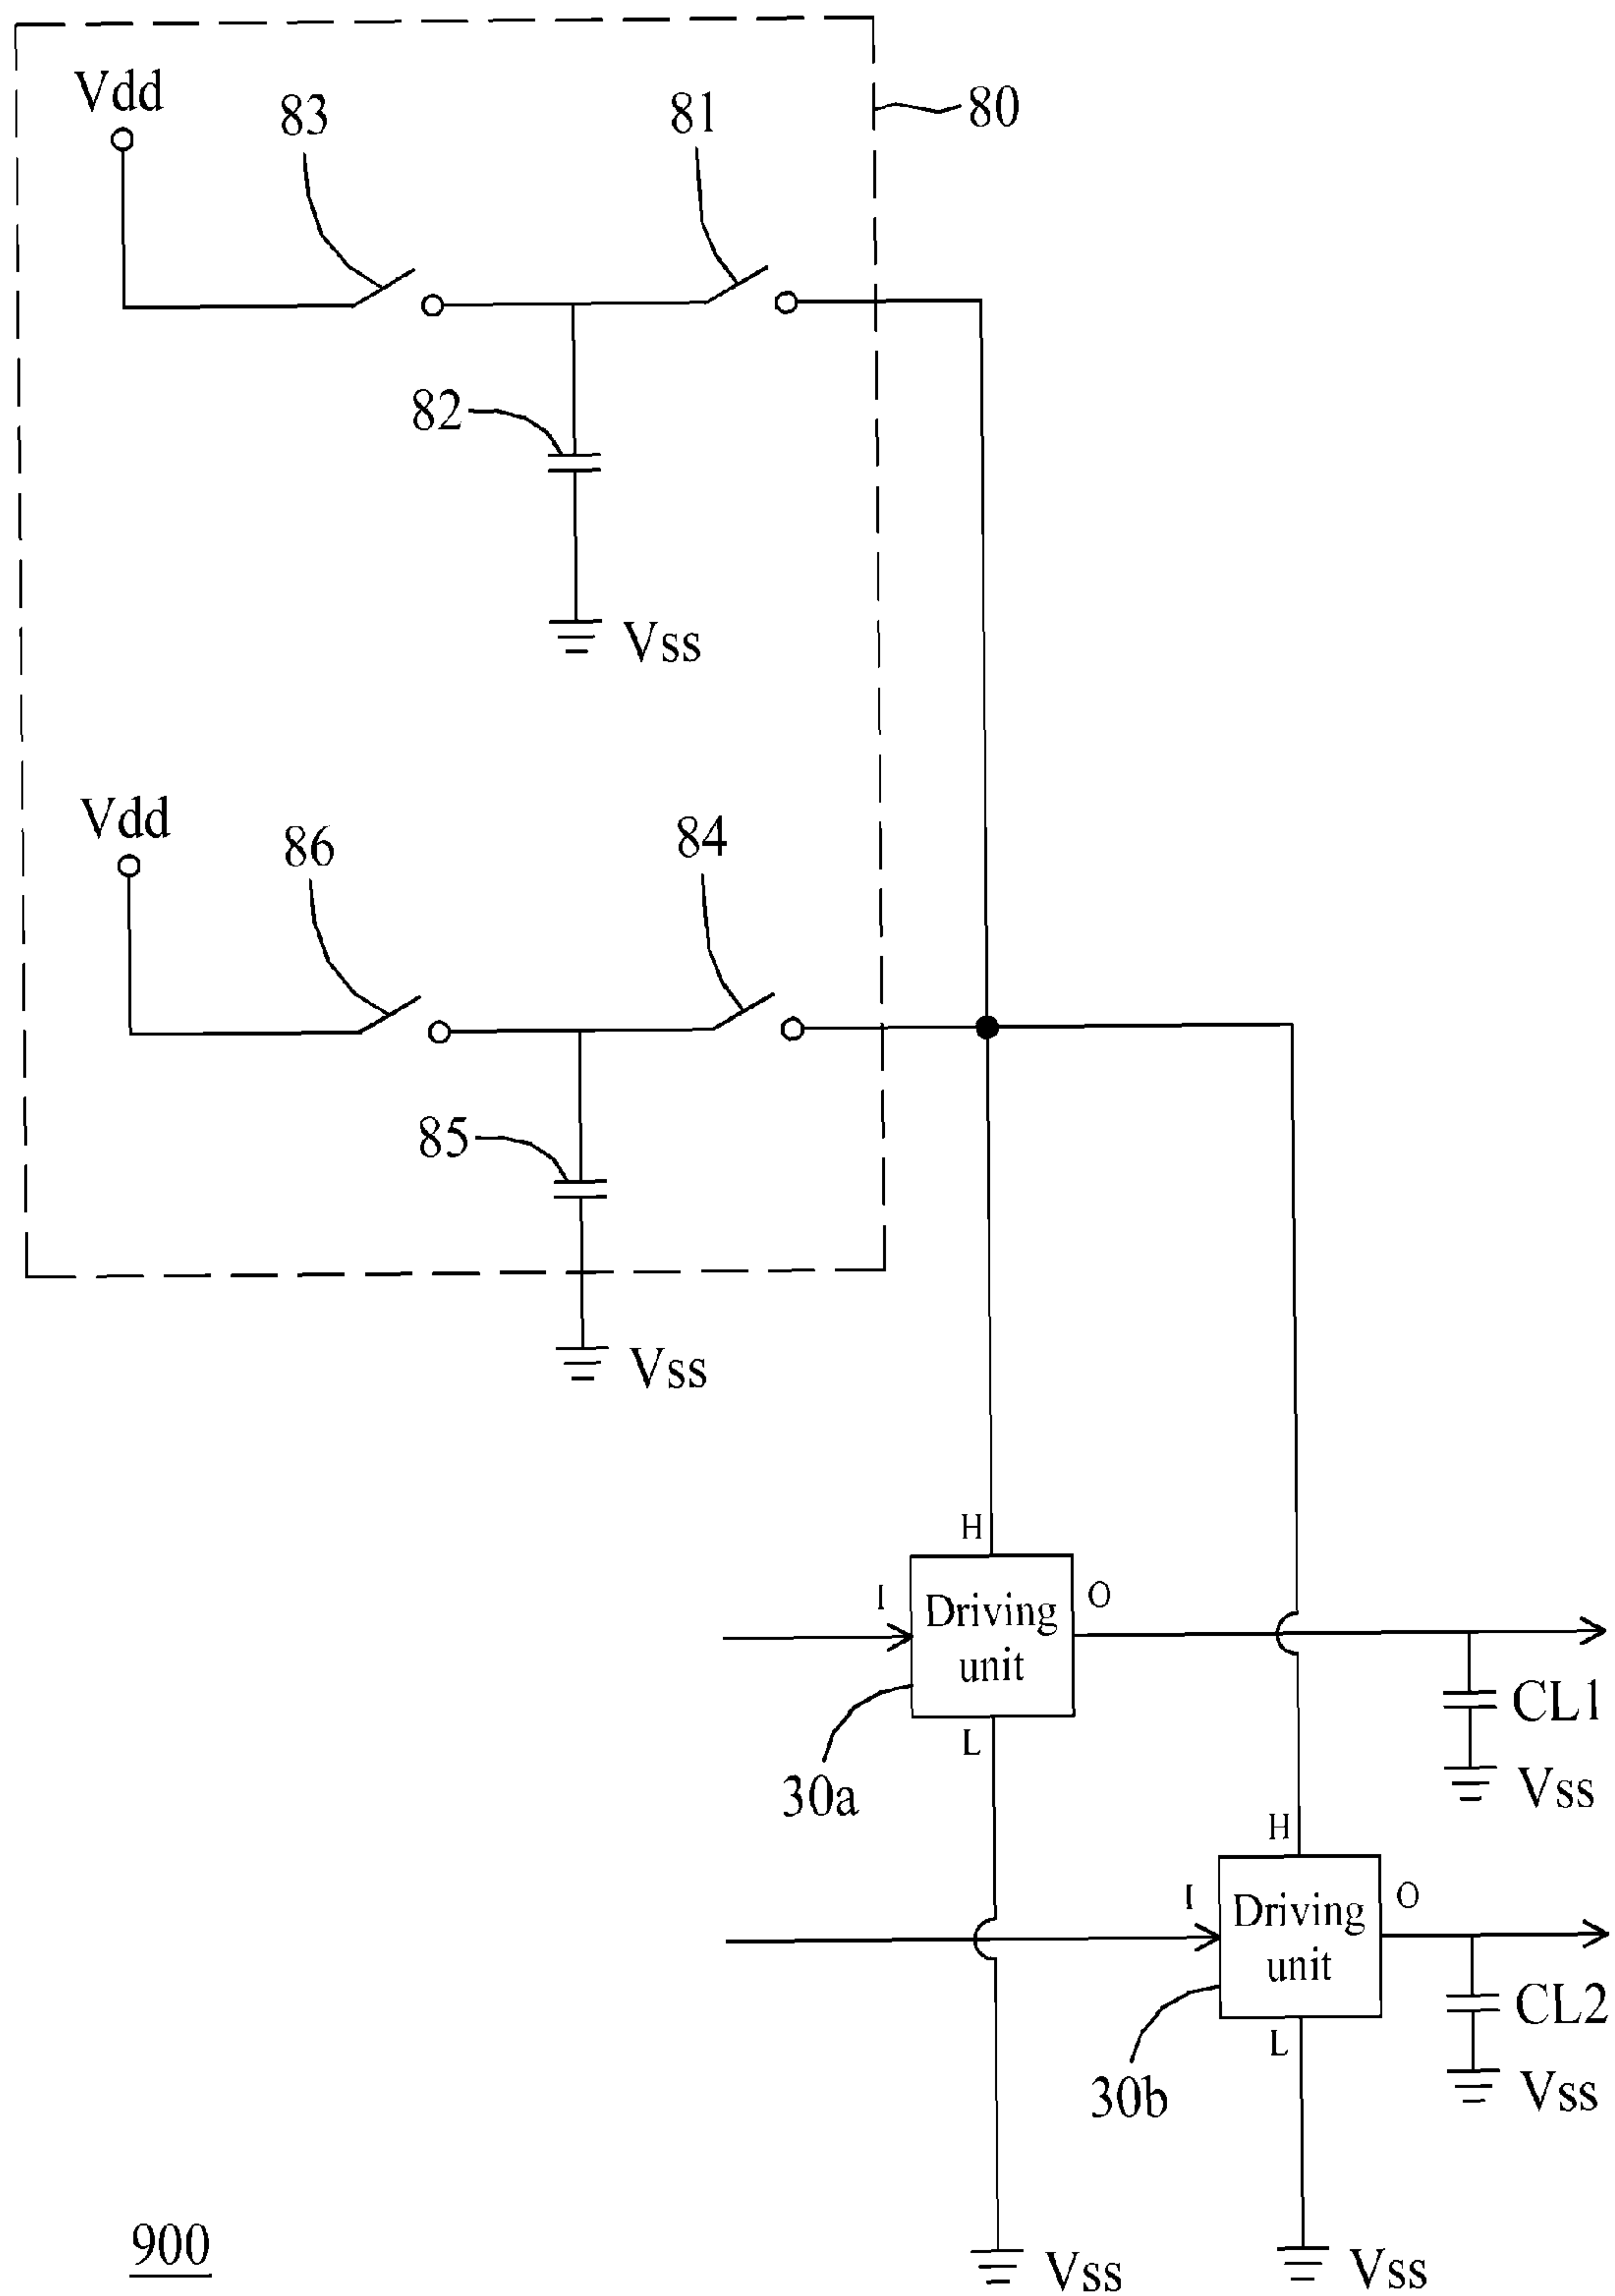 Vdd
83
81
80
82
Vss
Vdd
86
84
85
Vss
H
I
Driving
unit
O
L
30a
CL1
Vss
H
I
Driving
unit
O
L
30b
CL2
Vss
900
Vss
Vss